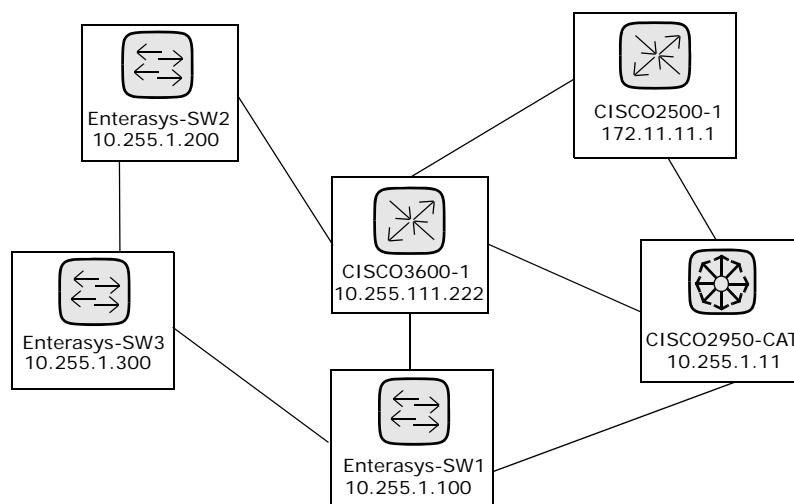 Enterasys-SW2
10.255.1.200
CISCO2500-1
172.11.11.1
CISCO3600-1
10.255.111.222
Enterasys-SW3
10.255.1.300
CISCO2950-CAT
10.255.1.11
Enterasys-SW1
10.255.1.100